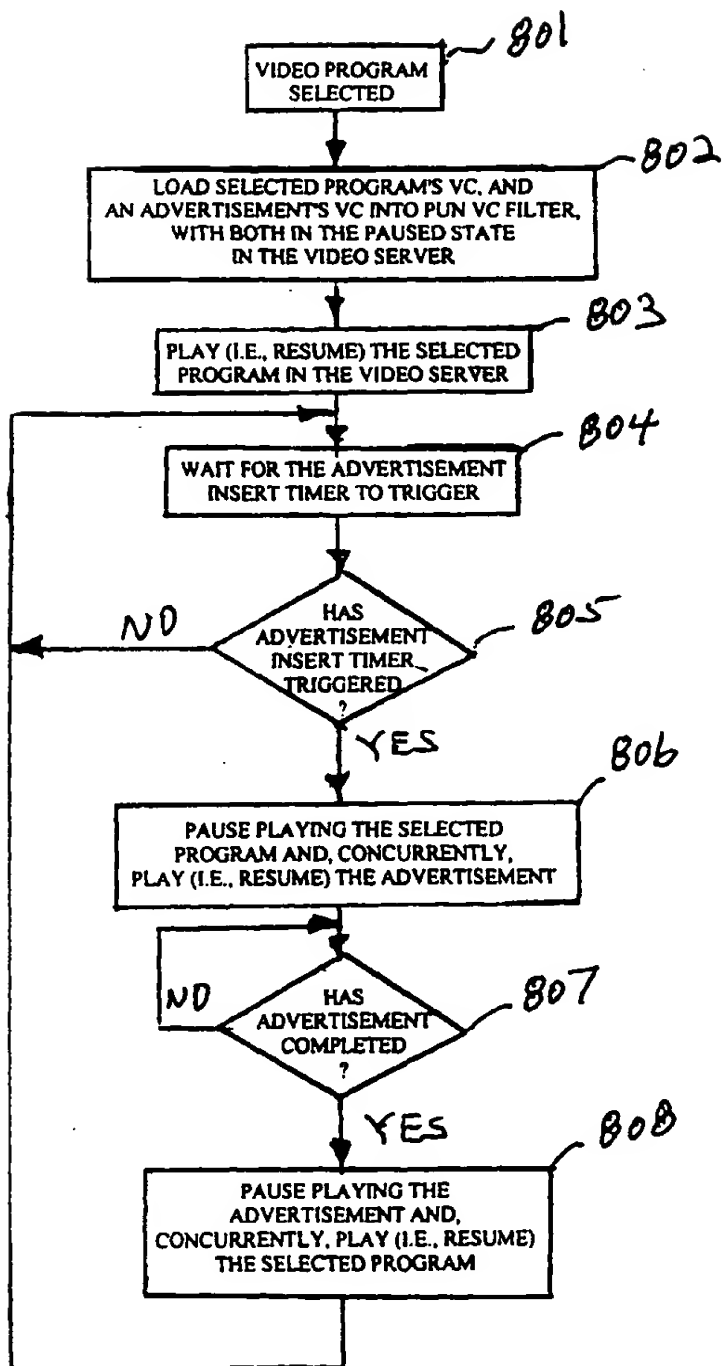 801
VIDEO PROGRAM
SELECTED
802
LOAD SELECTED PROGRAM'S VC, AND
AN ADVERTISEMENT'S VC INTO PUN VC FILTER,
WITH BOTH IN THE PAUSED STATE
IN THE VIDEO SERVER
803
PLAY (I.E., RESUME) THE SELECTED
PROGRAM IN THE VIDEO SERVER
804
WAIT FOR THE ADVERTISEMENT
INSERT TIMER TO TRIGGER
NO
805
HAS
ADVERTISEMENT
INSERT TIMER
TRIGGERED
?
YES
806
PAUSE PLAYING THE SELECTED
PROGRAM AND, CONCURRENTLY,
PLAY (I.E., RESUME) THE ADVERTISEMENT
NO
807
HAS
ADVERTISEMENT
COMPLETED
?
YES
808
PAUSE PLAYING THE
ADVERTISEMENT AND,
CONCURRENTLY, PLAY (I.E., RESUME)
THE SELECTED PROGRAM